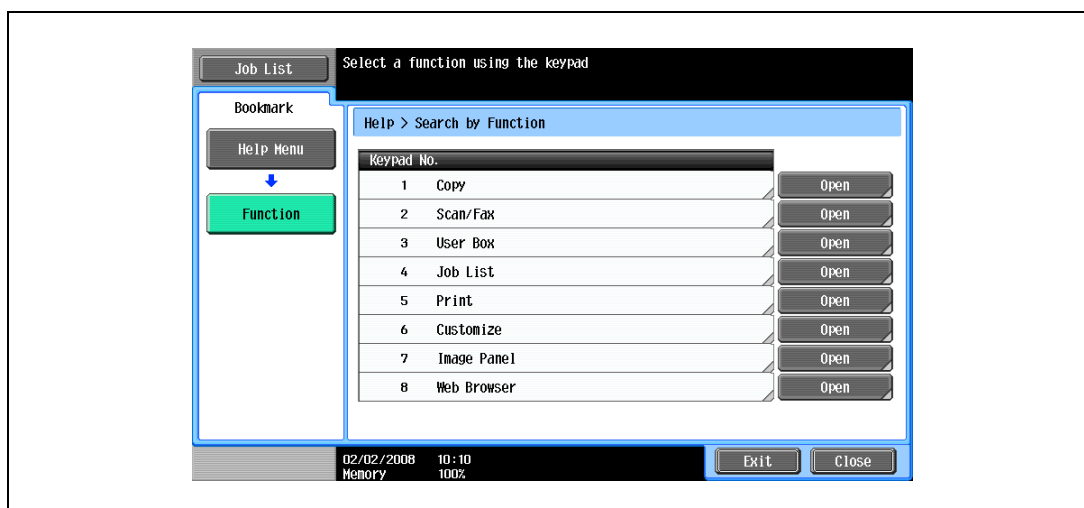 Job List
Select a function using the keypad
Bookmark
Help Menu
Function
Help > Search by Function
Keypad No.
1 Copy Open
2 Scan/Fax Open
3 User Box Open
4 Job List Open
5 Print Open
6 Customize Open
7 Image Panel Open
8 Web Browser Open
02/02/2008 10:10
Memory 100%
Exit Close